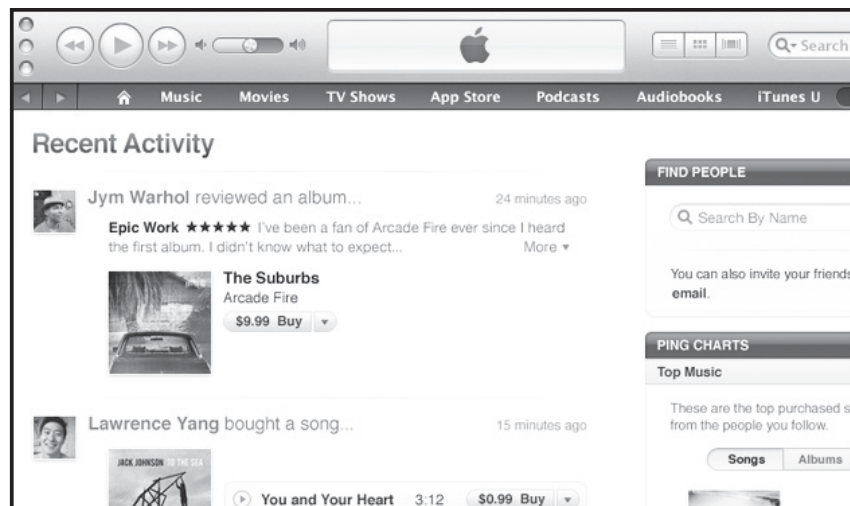 Search
Music Movies TV Shows App Store Podcasts Audiobooks iTunes U
Recent Activity
Jym Warhol reviewed an album... 24 minutes ago
Epic Work ★★★★★ I've been a fan of Arcade Fire ever since I heard
the first album. I didn't know what to expect... More
The Suburbs
Arcade Fire
$9.99 Buy
Lawrence Yang bought a song... 15 minutes ago
JACK JOHNSON TO THE SEA
You and Your Heart 3:12 $0.99 Buy
FIND PEOPLE
Search By Name
You can also invite your friends
email.
PING CHARTS
Top Music
These are the top purchased s
from the people you follow.
Songs Albums